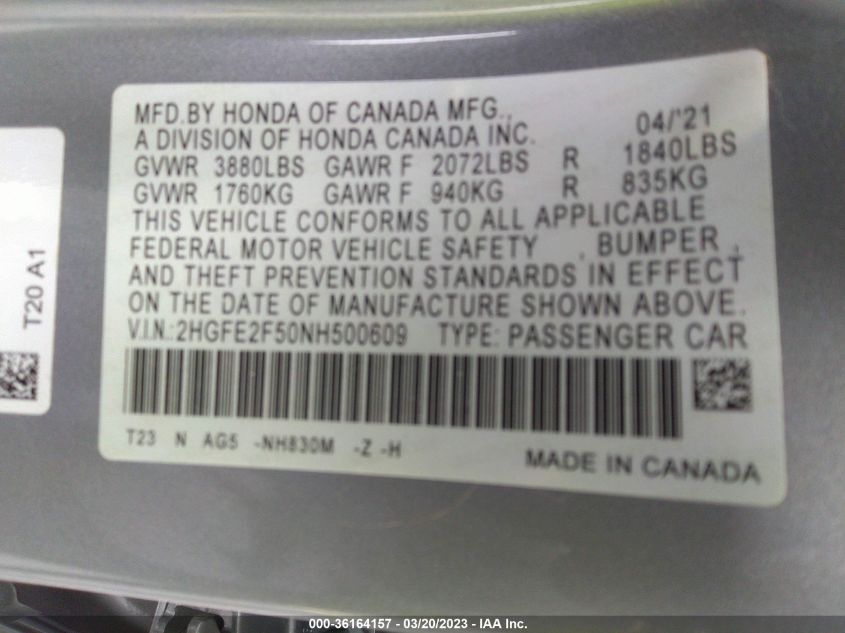 MFD.BY HONDA OF CANADA MFG., 04/'21
A DIVISION OF HONDA CANADA INC.
GVWR 3880LBS GAWR F 2072LBS R 1840LBS
GVWR 1760KG GAWR F 940KG R 835KG
THIS VEHICLE CONFORMS TO ALL APPLICABLE
FEDERAL MOTOR VEHICLE SAFETY , BUMPER ,
AND THEFT PREVENTION STANDARDS IN EFFECT
ON THE DATE OF MANUFACTURE SHOWN ABOVE.
V.I.N.:2HGFE2F50NH500609 TYPE: PASSENGER CAR
T23 N AG5 -NH830M -Z -H
MADE IN CANADA
T20 A1
000-36164157 - 03/20/2023 - IAA Inc.